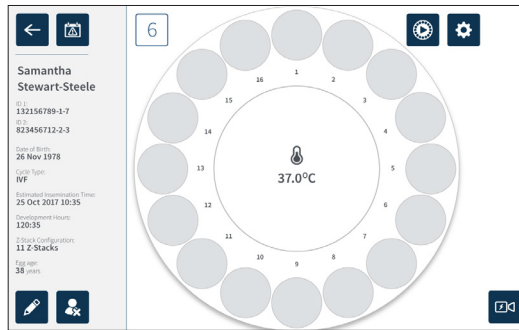 Samantha
Stewart-Steele
ID 1:
132156789-1-7
ID 2:
823456712-2-3
Date of Birth:
26 Nov 1978
Cycle Type:
IVF
Estimated Insemination Time:
25 Oct 2017 10:35
Development Hours:
120:35
Z-Stack Configuration:
11 Z-Stacks
Egg age:
38 years
6
1
2
3
4
5
6
7
8
9
10
11
12
13
14
15
16
37.0°C